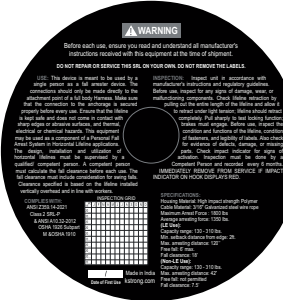 WARNING
Before each use, ensure you read and understand all manufacturer's
instructions received with this equipment at the time of shipment.
DO NOT REPAIR OR SERVICE THIS SRL ON YOUR OWN. DO NOT REMOVE THE LABELS.
USE: This device is meant to be used by a
single person as a fall arrester device. The
connections should only be made directly to the
attachment point of a full body Harness. Make sure
that the connection to the anchorage is secured
properly before every use. Ensure that the lifeline
is kept safe and does not come in contact with
sharp edges or abrasive surfaces, and thermal,
electrical or chemical hazards. This equipment
may be used as a component of a Personal Fall
Arrest System in Horizontal Lifeline applications.
The design, installation and utilization of
horizontal lifelines must be supervised by a
qualified/ competent person. A competent person
must calculate the fall clearance before each use. The
fall clearance must include consideration for swing falls.
Clearance specified is based on the lifeline installed
vertically overhead and in line with worker.
INSPECTION: Inspect unit in accordance with
manufacturer's instructions and regulatory guidelines.
Before use, inspect for any signs of damage, wear, or
malfunctioning components. Check lifeline retraction by
pulling out the entire length of the lifeline and allow it
to retract under light tension; lifeline should retract
completely. Pull sharply to test locking function;
brakes must engage. Before use, inspect the
condition and functions of the lifeline, condition
of fasteners, and legibility of labels. Also check
for evidence of defects, damage, or missing
parts. Check impact indicator for signs of
activation. Inspection must be done by a
Competent Person and recorded every 6 months.
IMMEDIATELY REMOVE FROM SERVICE IF IMPACT
INDICATOR ON HOOK DISPLAYS RED.
COMPLIES WITH:
ANSI Z359.14-2021
Class 2 SRL-P
& ANSI A10.32-2012
OSHA 1926 Subpart
M &OSHA 1910
INSPECTION GRID
/
Date of First Use
Made in India
kstrong.com
SPECIFICATIONS:
Housing Material: High impact strength Polymer
Cable Material: 3/16" Galvanized steel wire rope
Maximum Arrest Force : 1800 lbs
Average arresting force: 1350 lbs.
(LE Use):
Capacity range: 130 - 310 lbs.
Min. setback distance from edge: 2ft.
Max. arresting distance: 120"
Free fall: 6' max.
Fall clearance: 18'
(Non-LE Use):
Capacity range: 130 - 310 lbs.
Max. arresting distance: 42"
Free fall: not permitted
Fall clearance: 7.5'